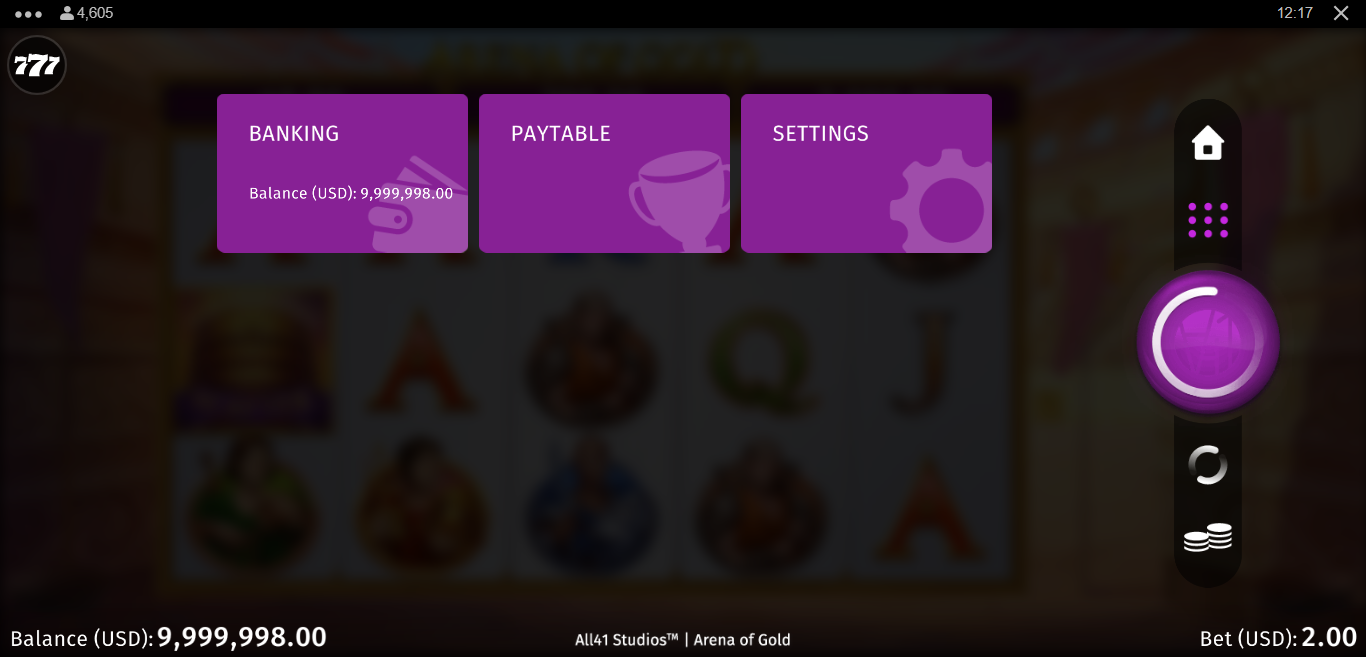 4,605
12:17
777
BANKING
PAYTABLE
SETTINGS
Balance (USD): 9,999,998.00
A
Q
J
A
Balance (USD): 9,999,998.00
All41 Studios™ | Arena of Gold
Bet (USD): 2.00